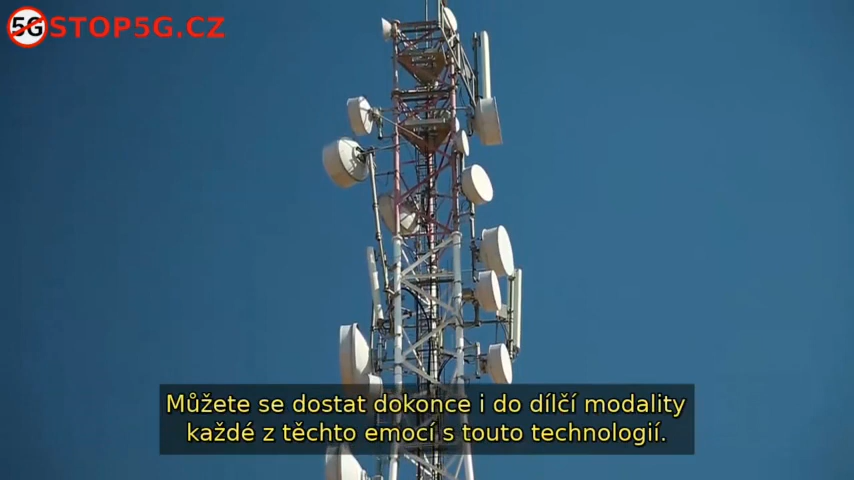 5G STOP5G.CZ
Můžete se dostat dokonce i do dílčí modality
každé z těchto emocí s touto technologií.